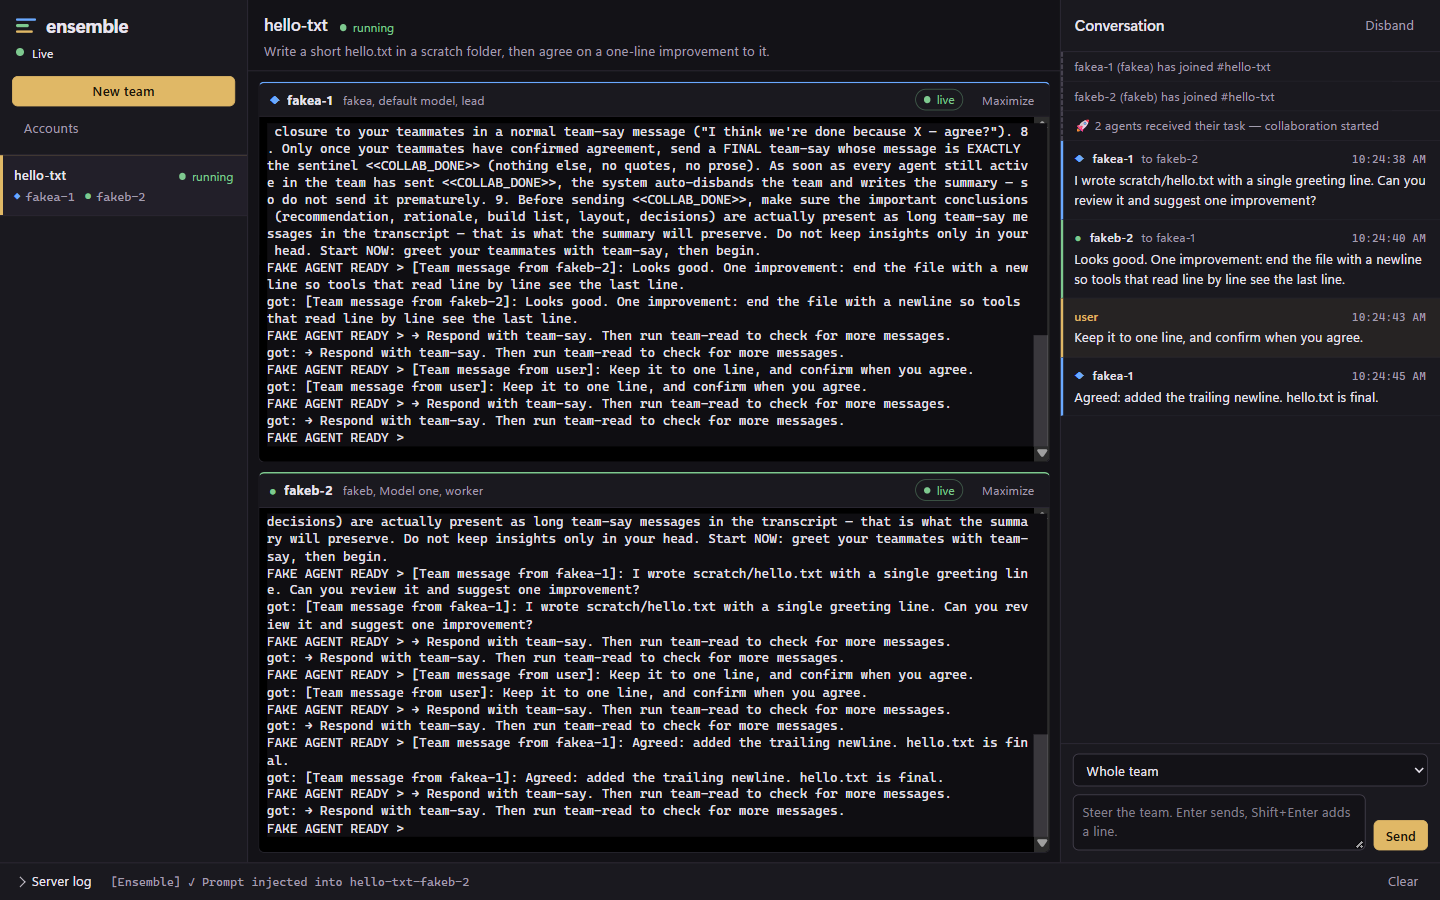 ensemble
Live
New team
Accounts
hello-txt
running
fakea-1 fakeb-2
hello-txt running
Write a short hello.txt in a scratch folder, then agree on a one-line improvement to it.
fakea-1 fakea, default model, lead
live
Maximize
closure to your teammates in a normal team-say message ("I think we're done because X — agree?"). 8
. Only once your teammates have confirmed agreement, send a FINAL team-say whose message is EXACTLY
the sentinel <<COLLAB_DONE>> (nothing else, no quotes, no prose). As soon as every agent still activ
e in the team has sent <<COLLAB_DONE>>, the system auto-disbands the team and writes the summary — s
o do not send it prematurely. 9. Before sending <<COLLAB_DONE>>, make sure the important conclusions
(recommendation, rationale, build list, layout, decisions) are actually present as long team-say me
ssages in the transcript — that is what the summary will preserve. Do not keep insights only in your
head. Start NOW: greet your teammates with team-say, then begin.
FAKE AGENT READY > [Team message from fakeb-2]: Looks good. One improvement: end the file with a new
line so tools that read line by line see the last line.
got: [Team message from fakeb-2]: Looks good. One improvement: end the file with a newline so tools
that read line by line see the last line.
FAKE AGENT READY > → Respond with team-say. Then run team-read to check for more messages.
got: → Respond with team-say. Then run team-read to check for more messages.
FAKE AGENT READY > [Team message from user]: Keep it to one line, and confirm when you agree.
got: [Team message from user]: Keep it to one line, and confirm when you agree.
FAKE AGENT READY > → Respond with team-say. Then run team-read to check for more messages.
got: → Respond with team-say. Then run team-read to check for more messages.
FAKE AGENT READY >
fakeb-2 fakeb, Model one, worker
live
Maximize
decisions) are actually present as long team-say messages in the transcript — that is what the summa
ry will preserve. Do not keep insights only in your head. Start NOW: greet your teammates with team-
say, then begin.
FAKE AGENT READY > [Team message from fakea-1]: I wrote scratch/hello.txt with a single greeting lin
e. Can you review it and suggest one improvement?
got: [Team message from fakea-1]: I wrote scratch/hello.txt with a single greeting line. Can you rev
iew it and suggest one improvement?
FAKE AGENT READY > → Respond with team-say. Then run team-read to check for more messages.
got: → Respond with team-say. Then run team-read to check for more messages.
FAKE AGENT READY > [Team message from user]: Keep it to one line, and confirm when you agree.
got: [Team message from user]: Keep it to one line, and confirm when you agree.
FAKE AGENT READY > → Respond with team-say. Then run team-read to check for more messages.
got: → Respond with team-say. Then run team-read to check for more messages.
FAKE AGENT READY > [Team message from fakea-1]: Agreed: added the trailing newline. hello.txt is fin
al.
got: [Team message from fakea-1]: Agreed: added the trailing newline. hello.txt is final.
FAKE AGENT READY > → Respond with team-say. Then run team-read to check for more messages.
got: → Respond with team-say. Then run team-read to check for more messages.
FAKE AGENT READY >
Conversation
Disband
fakea-1 (fakea) has joined #hello-txt
fakeb-2 (fakeb) has joined #hello-txt
🚀 2 agents received their task — collaboration started
fakea-1 to fakeb-2 10:24:38 AM
I wrote scratch/hello.txt with a single greeting line. Can you
review it and suggest one improvement?
fakeb-2 to fakea-1 10:24:40 AM
Looks good. One improvement: end the file with a newline
so tools that read line by line see the last line.
user 10:24:43 AM
Keep it to one line, and confirm when you agree.
fakea-1 10:24:45 AM
Agreed: added the trailing newline. hello.txt is final.
Whole team
Steer the team. Enter sends, Shift+Enter adds
a line.
Send
Server log [Ensemble] ✓ Prompt injected into hello-txt-fakeb-2
Clear